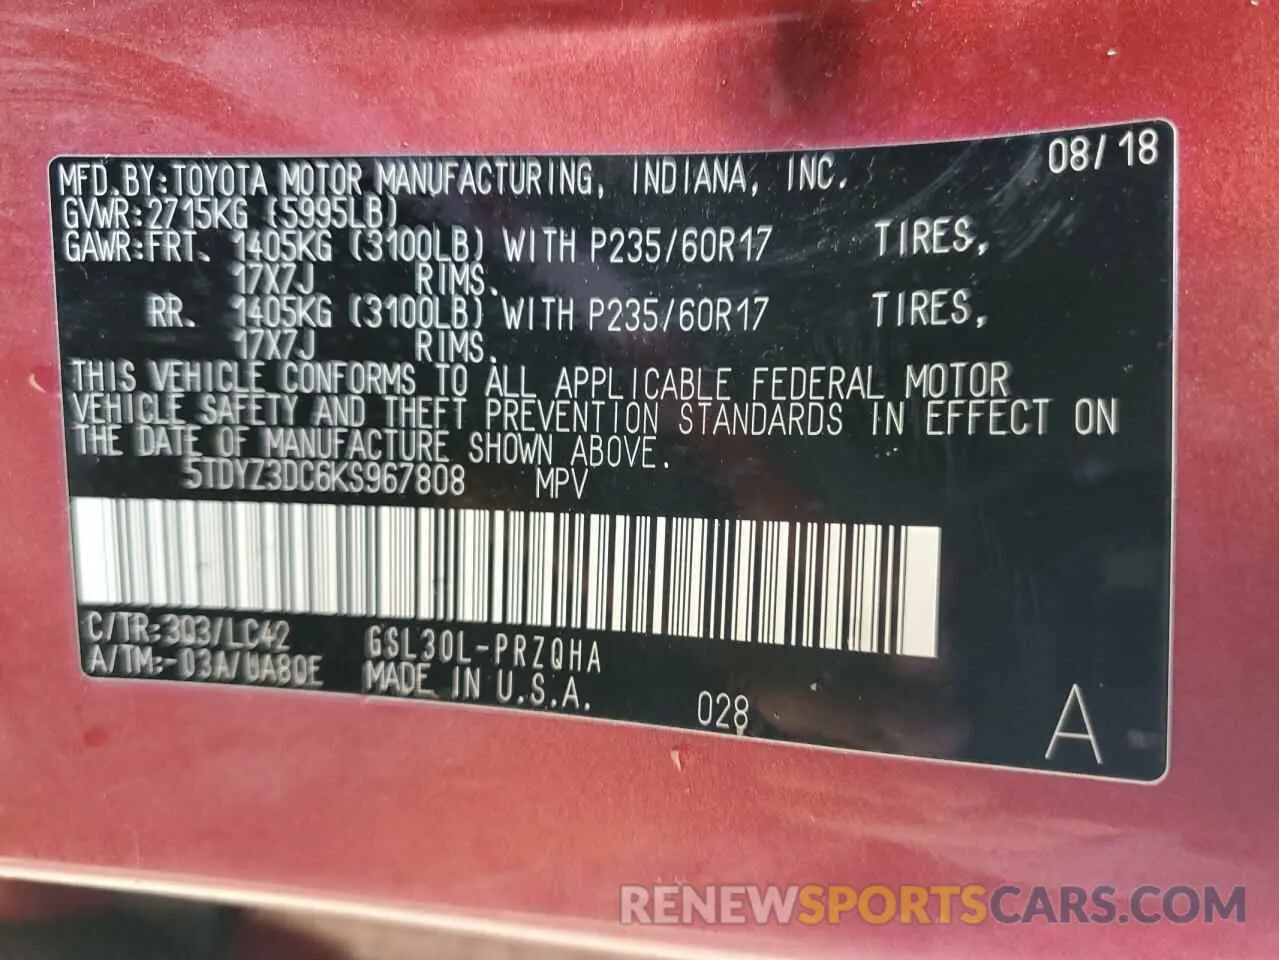 08/18
MFD.BY:TOYOTA MOTOR MANUFACTURING, INDIANA, INC.
GVWR:2715KG (5995LB)
GAWR:FRT. 1405KG (3100LB) WITH P235/60R17 TIRES,
17X7J RIMS.
RR. 1405KG (3100LB) WITH P235/60R17 TIRES,
17X7J RIMS.
THIS VEHICLE CONFORMS TO ALL APPLICABLE FEDERAL MOTOR
VEHICLE SAFETY AND THEFT PREVENTION STANDARDS IN EFFECT ON
THE DATE OF MANUFACTURE SHOWN ABOVE.
5TDYZ3DC6KS967808 MPV
C/TR:3Q3/LC42 GSL30L-PRZQHA
A/TM:-03A/UA80E MADE IN U.S.A.
028
A
RENEWSPORTSCARS.COM